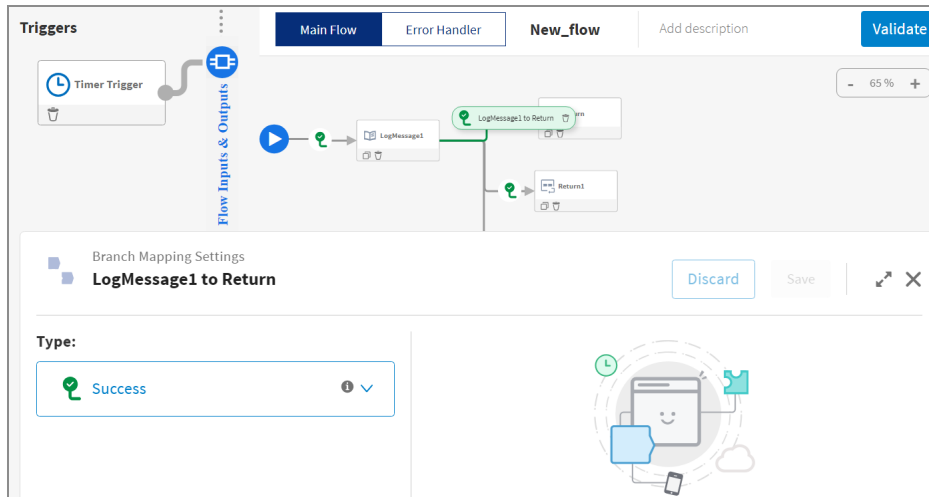 Triggers
Main Flow
Error Handler
New_flow
Add description
Validate
Timer Trigger
- 65 % +
Flow Inputs & Outputs
LogMessage1 to Return
rn
LogMessage1
Return1
Branch Mapping Settings
LogMessage1 to Return
Discard
Save
Type:
Success